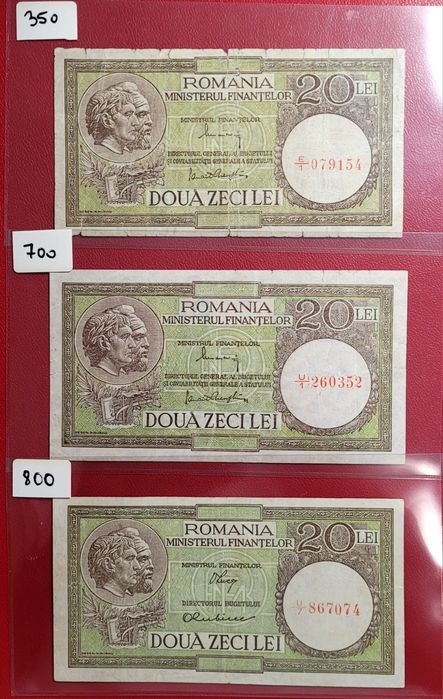 350
ROMANIA
MINISTERUL FINANȚELOR
20 LEI
MINISTRUL FINANȚELOR
DIRECTORUL GENERAL AL BUGETULUI
ȘI CONTABILITĂȚII GENERALE A STATULUI
E/1 079154
DOUA ZECI LEI
700
ROMANIA
MINISTERUL FINANȚELOR
20 LEI
MINISTRUL FINANȚELOR
DIRECTORUL GENERAL AL BUGETULUI
ȘI CONTABILITĂȚII GENERALE A STATULUI
U/1 260352
DOUA ZECI LEI
800
ROMANIA
MINISTERUL FINANȚELOR
20 LEI
MINISTRUL FINANȚELOR
DIRECTORUL BUGETULUI
867074
DOUA ZECI LEI